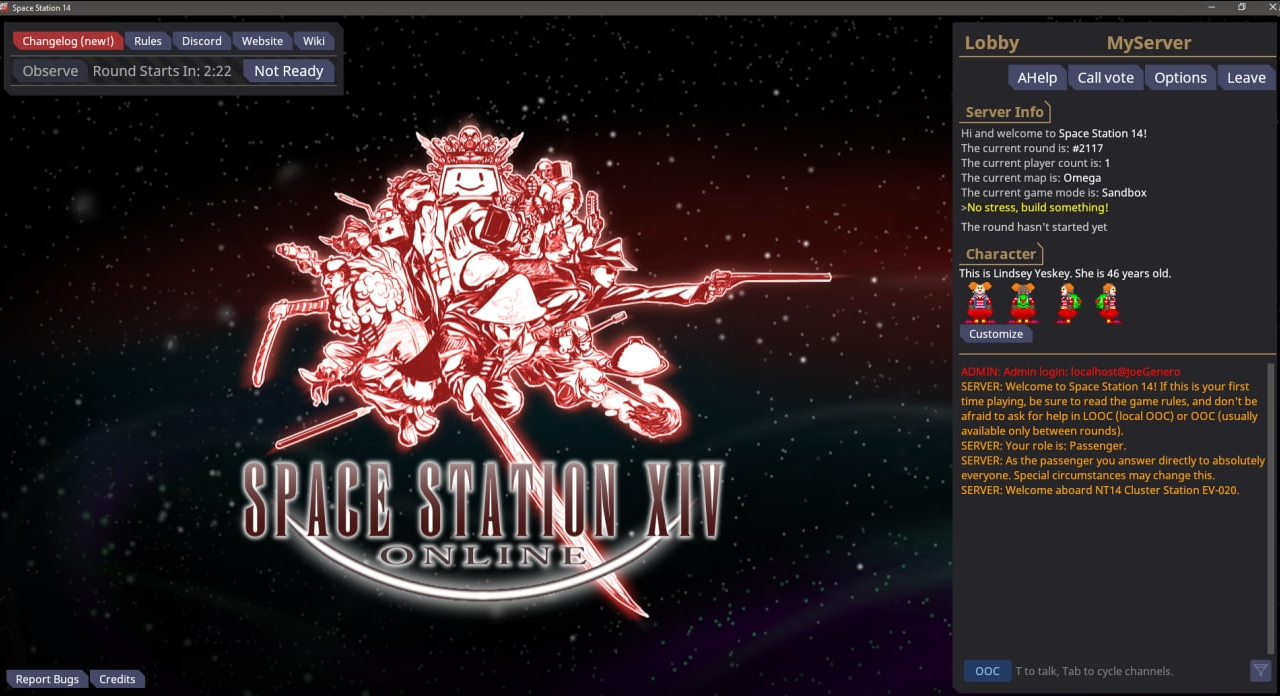 Space Station 14
Changelog (new!) Rules Discord Website Wiki
Observe Round Starts In: 2:22 Not Ready
SPACE STATION XIV
ONLINE
Report Bugs Credits
Lobby MyServer
AHelp Call vote Options Leave
Server Info
Hi and welcome to Space Station 14!
The current round is: #2117
The current player count is: 1
The current map is: Omega
The current game mode is: Sandbox
>No stress, build something!
The round hasn't started yet
Character
This is Lindsey Yeskey. She is 46 years old.
Customize
ADMIN: Admin login: localhost@JoeGenero
SERVER: Welcome to Space Station 14! If this is your first
time playing, be sure to read the game rules, and don't be
afraid to ask for help in LOOC (local OOC) or OOC (usually
available only between rounds).
SERVER: Your role is: Passenger.
SERVER: As the passenger you answer directly to absolutely
everyone. Special circumstances may change this.
SERVER: Welcome aboard NT14 Cluster Station EV-020.
OOC T to talk, Tab to cycle channels.